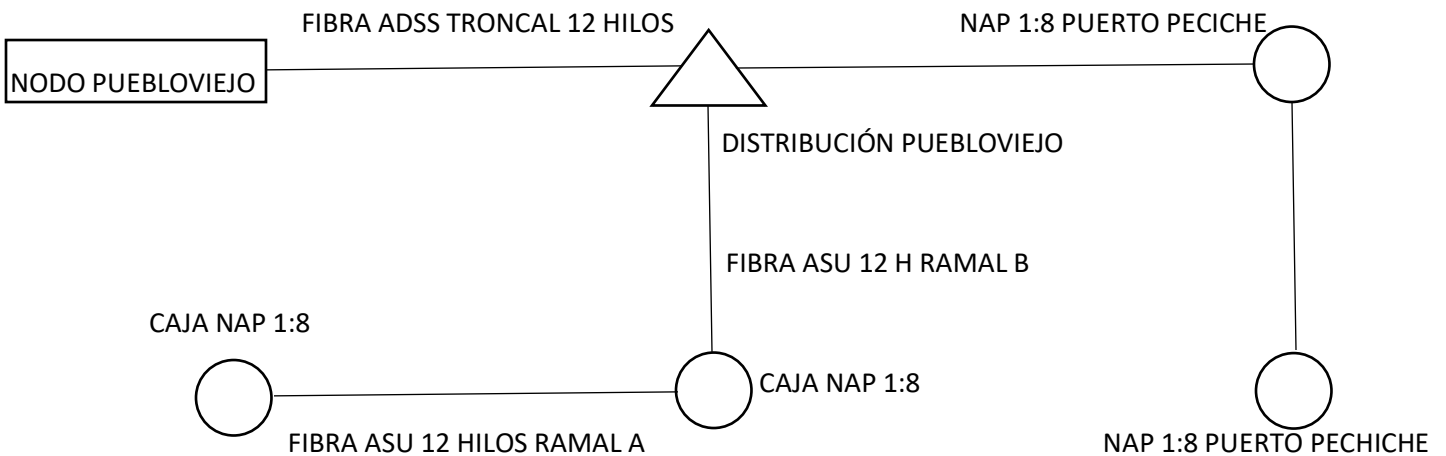 FIBRA ADSS TRONCAL 12 HILOS
NAP 1:8 PUERTO PECICHE
NODO PUEBLOVIEJO
DISTRIBUCIÓN PUEBLOVIEJO
FIBRA ASU 12 H RAMAL B
CAJA NAP 1:8
CAJA NAP 1:8
FIBRA ASU 12 HILOS RAMAL A
NAP 1:8 PUERTO PECHICHE